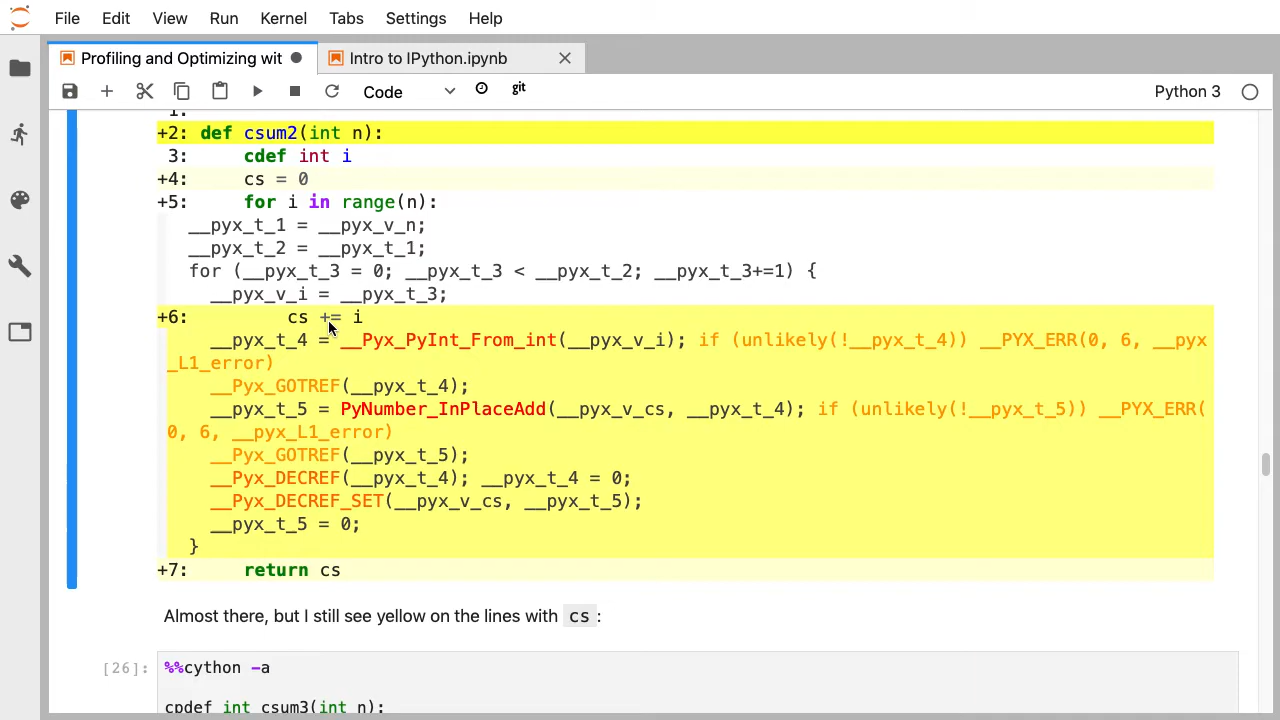 File Edit View Run Kernel Tabs Settings Help
Profiling and Optimizing wit
Intro to IPython.ipynb
Code
git
Python 3
1:
+2: def csum2(int n):
3: cdef int i
+4: cs = 0
+5: for i in range(n):
__pyx_t_1 = __pyx_v_n;
__pyx_t_2 = __pyx_t_1;
for (__pyx_t_3 = 0; __pyx_t_3 < __pyx_t_2; __pyx_t_3+=1) {
__pyx_v_i = __pyx_t_3;
+6: cs += i
__pyx_t_4 = __Pyx_PyInt_From_int(__pyx_v_i); if (unlikely(!__pyx_t_4)) __PYX_ERR(0, 6, __pyx
_L1_error)
__Pyx_GOTREF(__pyx_t_4);
__pyx_t_5 = PyNumber_InPlaceAdd(__pyx_v_cs, __pyx_t_4); if (unlikely(!__pyx_t_5)) __PYX_ERR(
0, 6, __pyx_L1_error)
__Pyx_GOTREF(__pyx_t_5);
__Pyx_DECREF(__pyx_t_4); __pyx_t_4 = 0;
__Pyx_DECREF_SET(__pyx_v_cs, __pyx_t_5);
__pyx_t_5 = 0;
}
+7: return cs
Almost there, but I still see yellow on the lines with cs :
[26]: %%cython -a
cpdef int csum3(int n):